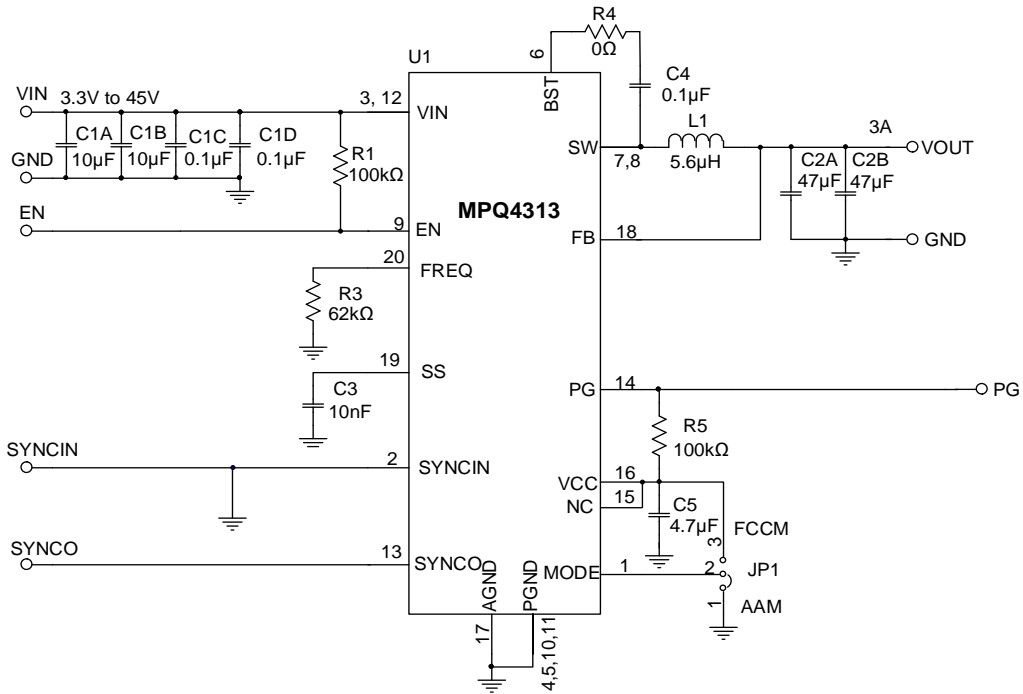 R4
0Ω
6
BST
C4
0.1µF
U1
VIN
3.3V to 45V
3, 12
VIN
C1A
10µF
C1B
10µF
C1C
0.1µF
C1D
0.1µF
GND
R1
100kΩ
SW
7,8
L1
5.6µH
3A
VOUT
C2A
47µF
C2B
47µF
EN
9
EN
MPQ4313
FB
18
GND
20
FREQ
R3
62kΩ
19
SS
C3
10nF
PG
14
PG
R5
100kΩ
SYNCIN
2
SYNCIN
VCC
16
NC
15
C5
4.7µF
FCCM
3
SYNCO
13
SYNCO
MODE
1
2
JP1
1
AAM
AGND
PGND
17
4,5,10,11